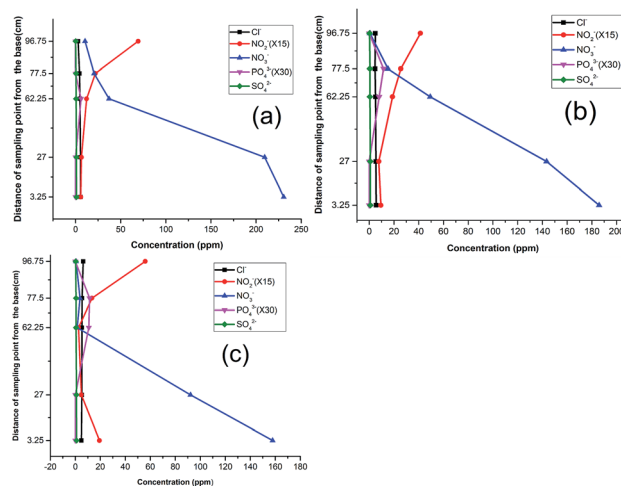 Distance of sampling point from the base(cm)
96.75
77.5
62.25
27
3.25
Cl⁻
NO₂⁻(X15)
NO₃⁻
PO₄³⁻(X30)
SO₄²⁻
(a)
0 50 100 150 200 250
Concentration (ppm)
Distance of sampling point from the base(cm)
96.75
77.5
62.25
27
3.25
Cl⁻
NO₂⁻(X15)
NO₃⁻
PO₄³⁻(X30)
SO₄²⁻
(b)
0 20 40 60 80 100 120 140 160 180 200
Concentration (ppm)
Distance of sampling point from the base(cm)
96.75
77.5
62.25
27
3.25
Cl⁻
NO₂⁻(X15)
NO₃⁻
PO₄³⁻(X30)
SO₄²⁻
(c)
-20 0 20 40 60 80 100 120 140 160 180
Concentration (ppm)